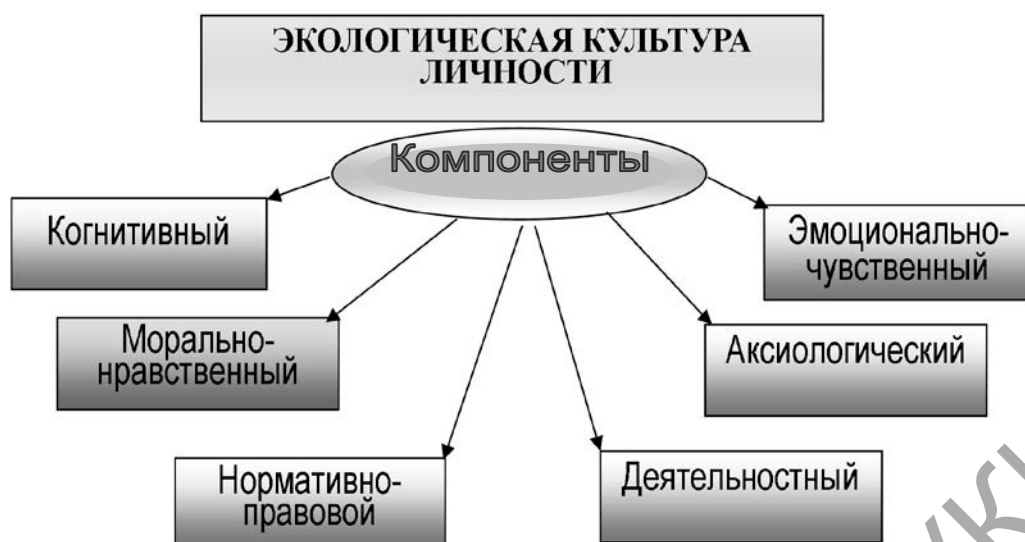 ЭКОЛОГИЧЕСКАЯ КУЛЬТУРА
ЛИЧНОСТИ
Компоненты
Когнитивный
Эмоционально-
чувственный
Морально-
нравственный
Аксиологический
Нормативно-
правовой
Деятельностный